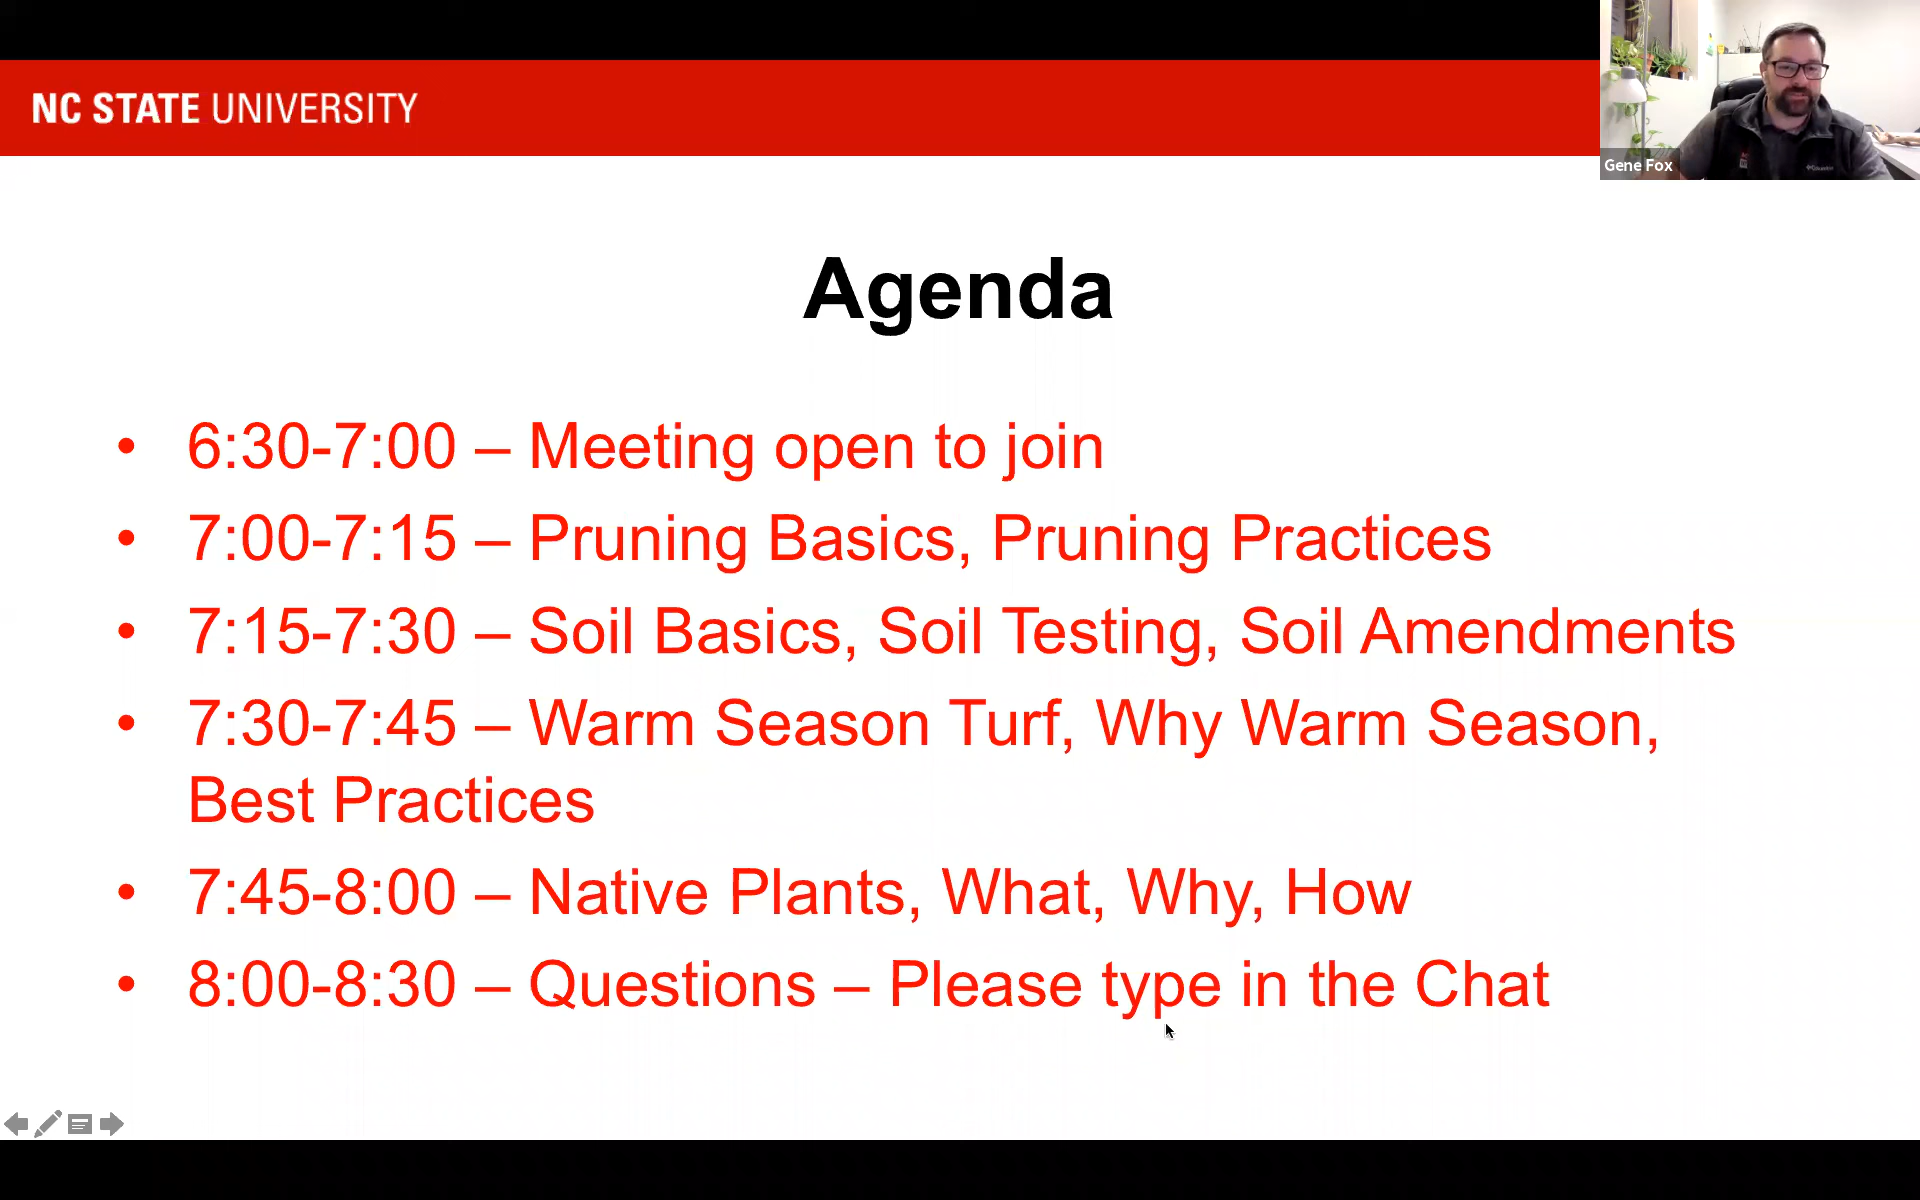 NC STATE UNIVERSITY
Gene Fox
Agenda
• 6:30-7:00 – Meeting open to join
• 7:00-7:15 – Pruning Basics, Pruning Practices
• 7:15-7:30 – Soil Basics, Soil Testing, Soil Amendments
• 7:30-7:45 – Warm Season Turf, Why Warm Season,
Best Practices
• 7:45-8:00 – Native Plants, What, Why, How
• 8:00-8:30 – Questions – Please type in the Chat